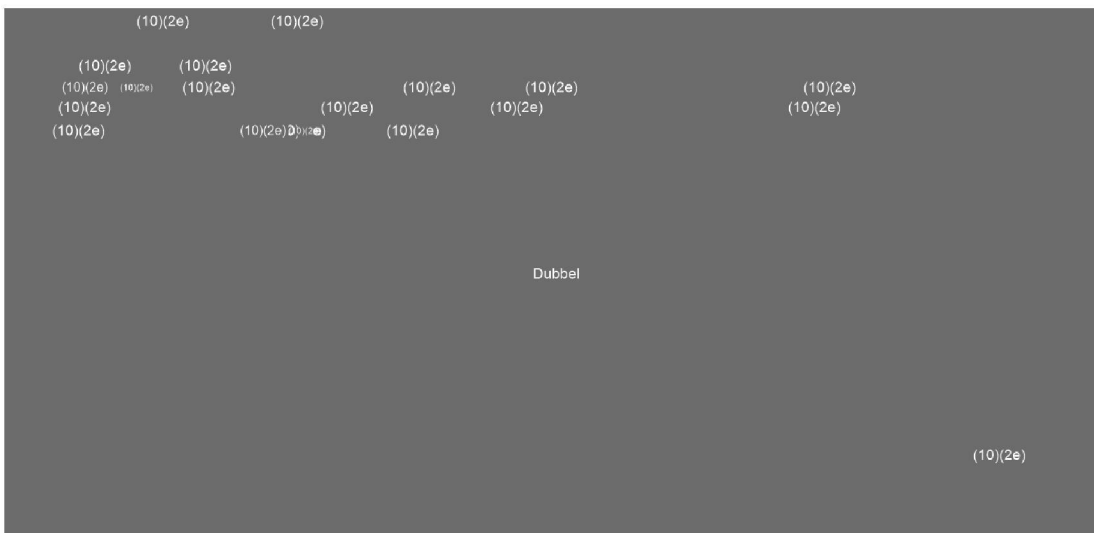 (10)(2e) (10)(2e)
(10)(2e) (10)(2e)
(10)(2e) (10)(2e) (10)(2e) (10)(2e) (10)(2e) (10)(2e)
(10)(2e) (10)(2e) (10)(2e) (10)(2e)
(10)(2e) (10)(2e) (10)(2e)
Dubbel
(10)(2e)